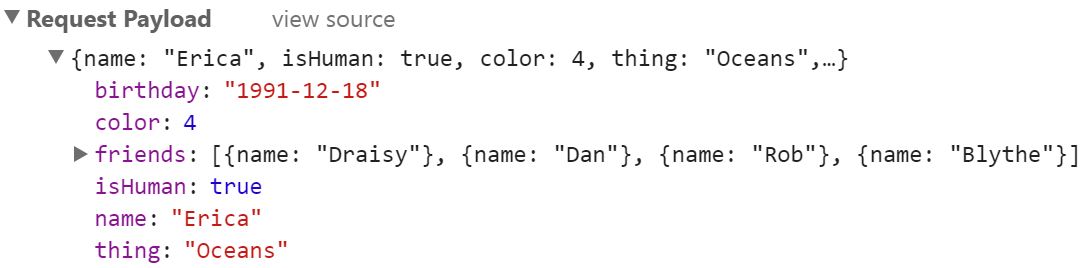 Request Payload view source
{name: "Erica", isHuman: true, color: 4, thing: "Oceans",…}
birthday: "1991-12-18"
color: 4
friends: [{name: "Draisy"}, {name: "Dan"}, {name: "Rob"}, {name: "Blythe"}]
isHuman: true
name: "Erica"
thing: "Oceans"